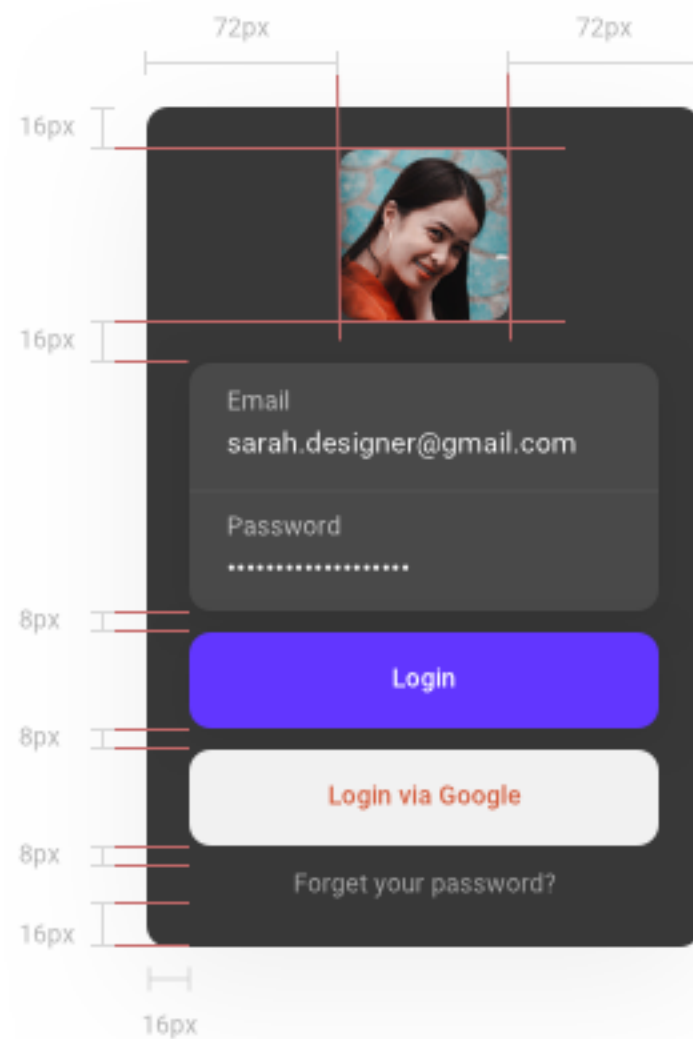 72px
72px
16px
16px
Email
sarah.designer@gmail.com
Password
8px
Login
8px
Login via Google
8px
Forget your password?
16px
16px